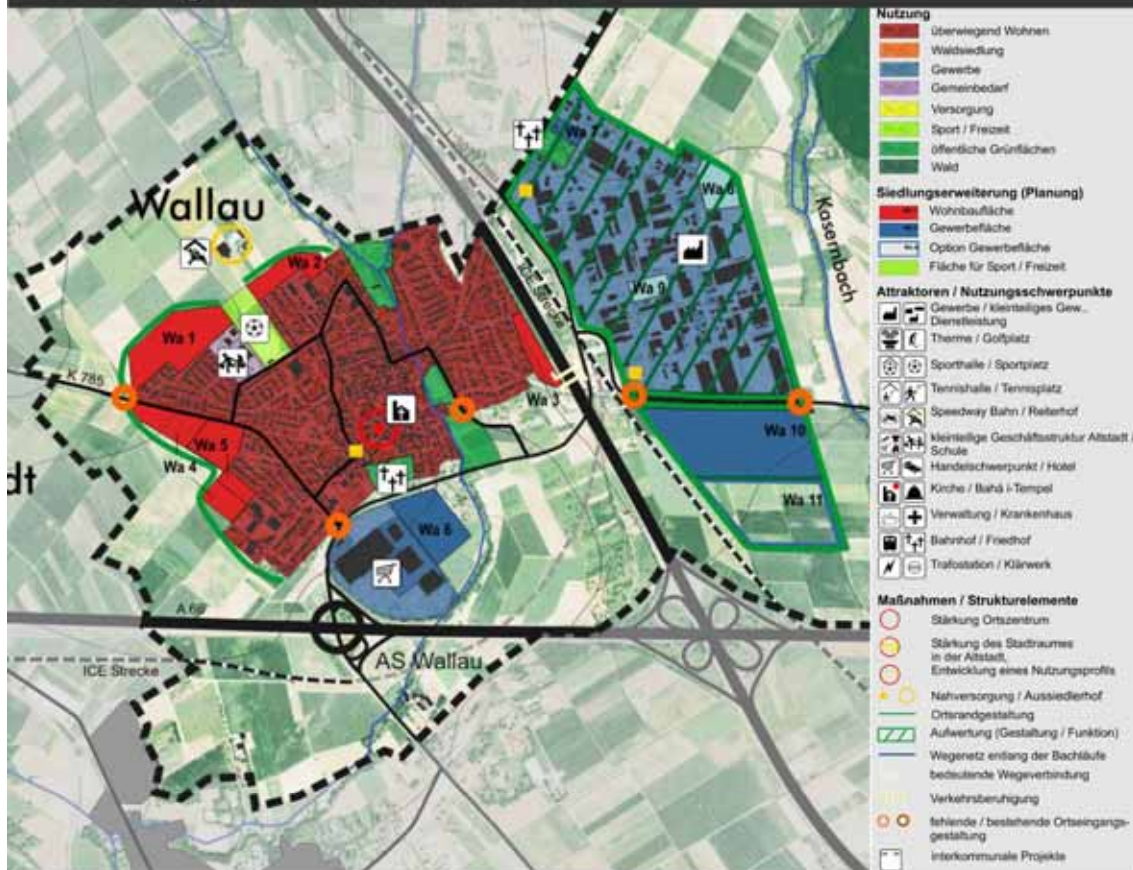 Wallau
Wa 1
Wa 2
Wa 3
Wa 4
Wa 5
Wa 6
Wa 7
Wa 8
Wa 9
Wa 10
Wa 11
K 785
A 66
ICE Strecke
AS Wallau
Kasernbach
dt
Nutzung
überwiegend Wohnen
Waldsiedlung
Gewerbe
Gemeinbedarf
Versorgung
Sport / Freizeit
öffentliche Grünflächen
Wald
Siedlungserweiterung (Planung)
Wohnbaufläche
Gewerbefläche
Option Gewerbefläche
Fläche für Sport / Freizeit
Attraktoren / Nutzungsschwerpunkte
Gewerbe / kleinteiliges Gew..
Dienstleistung
Therme / Golfplatz
Sporthalle / Sportplatz
Tennishalle / Tennisplatz
Speedway Bahn / Reiterhof
kleinteilige Geschäftsstruktur Altstadt /
Schule
Handelschwerpunkt / Hotel
Kirche / Bahá i-Tempel
Verwaltung / Krankenhaus
Bahnhof / Friedhof
Trafostation / Klärwerk
Maßnahmen / Strukturelemente
Stärkung Ortszentrum
Stärkung des Stadtraumes
in der Altstadt,
Entwicklung eines Nutzungsprofils
Nahversorgung / Aussiedlerhof
Ortsrandgestaltung
Aufwertung (Gestaltung / Funktion)
Wegenetz entlang der Bachläufe
bedeutende Wegeverbindung
Verkehrsberuhigung
fehlende / bestehende Ortseingangs-
gestaltung
interkommunale Projekte